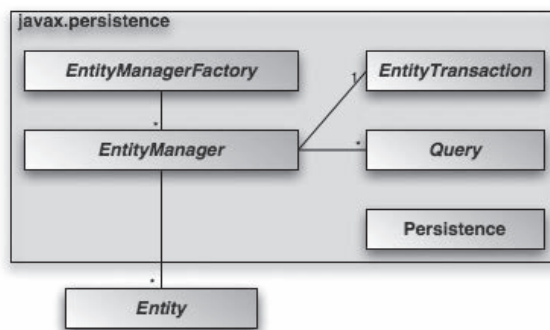 javax.persistence
EntityManagerFactory
EntityTransaction
1
*
EntityManager
*
Query
Persistence
*
Entity